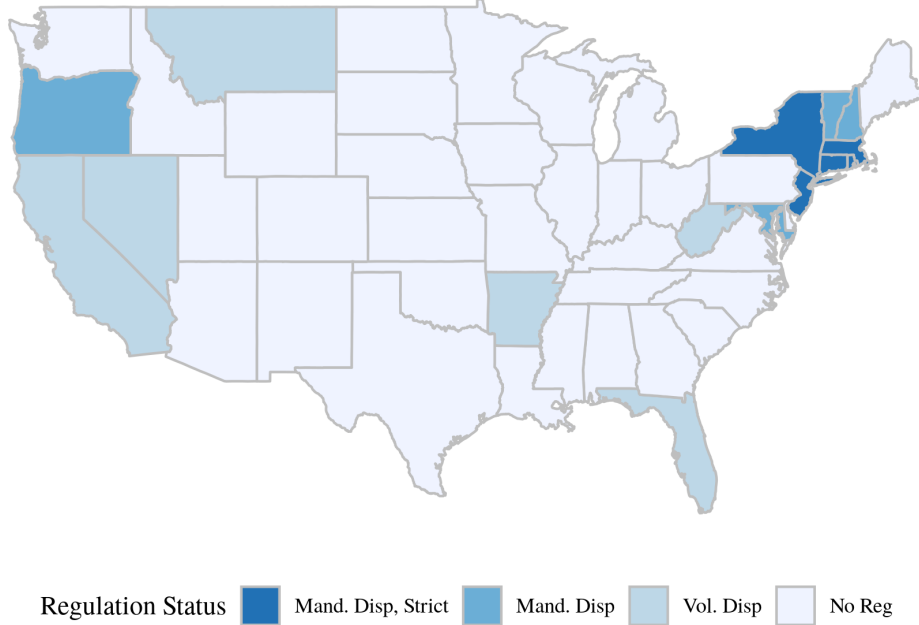 Regulation Status Mand. Disp, Strict Mand. Disp Vol. Disp No Reg